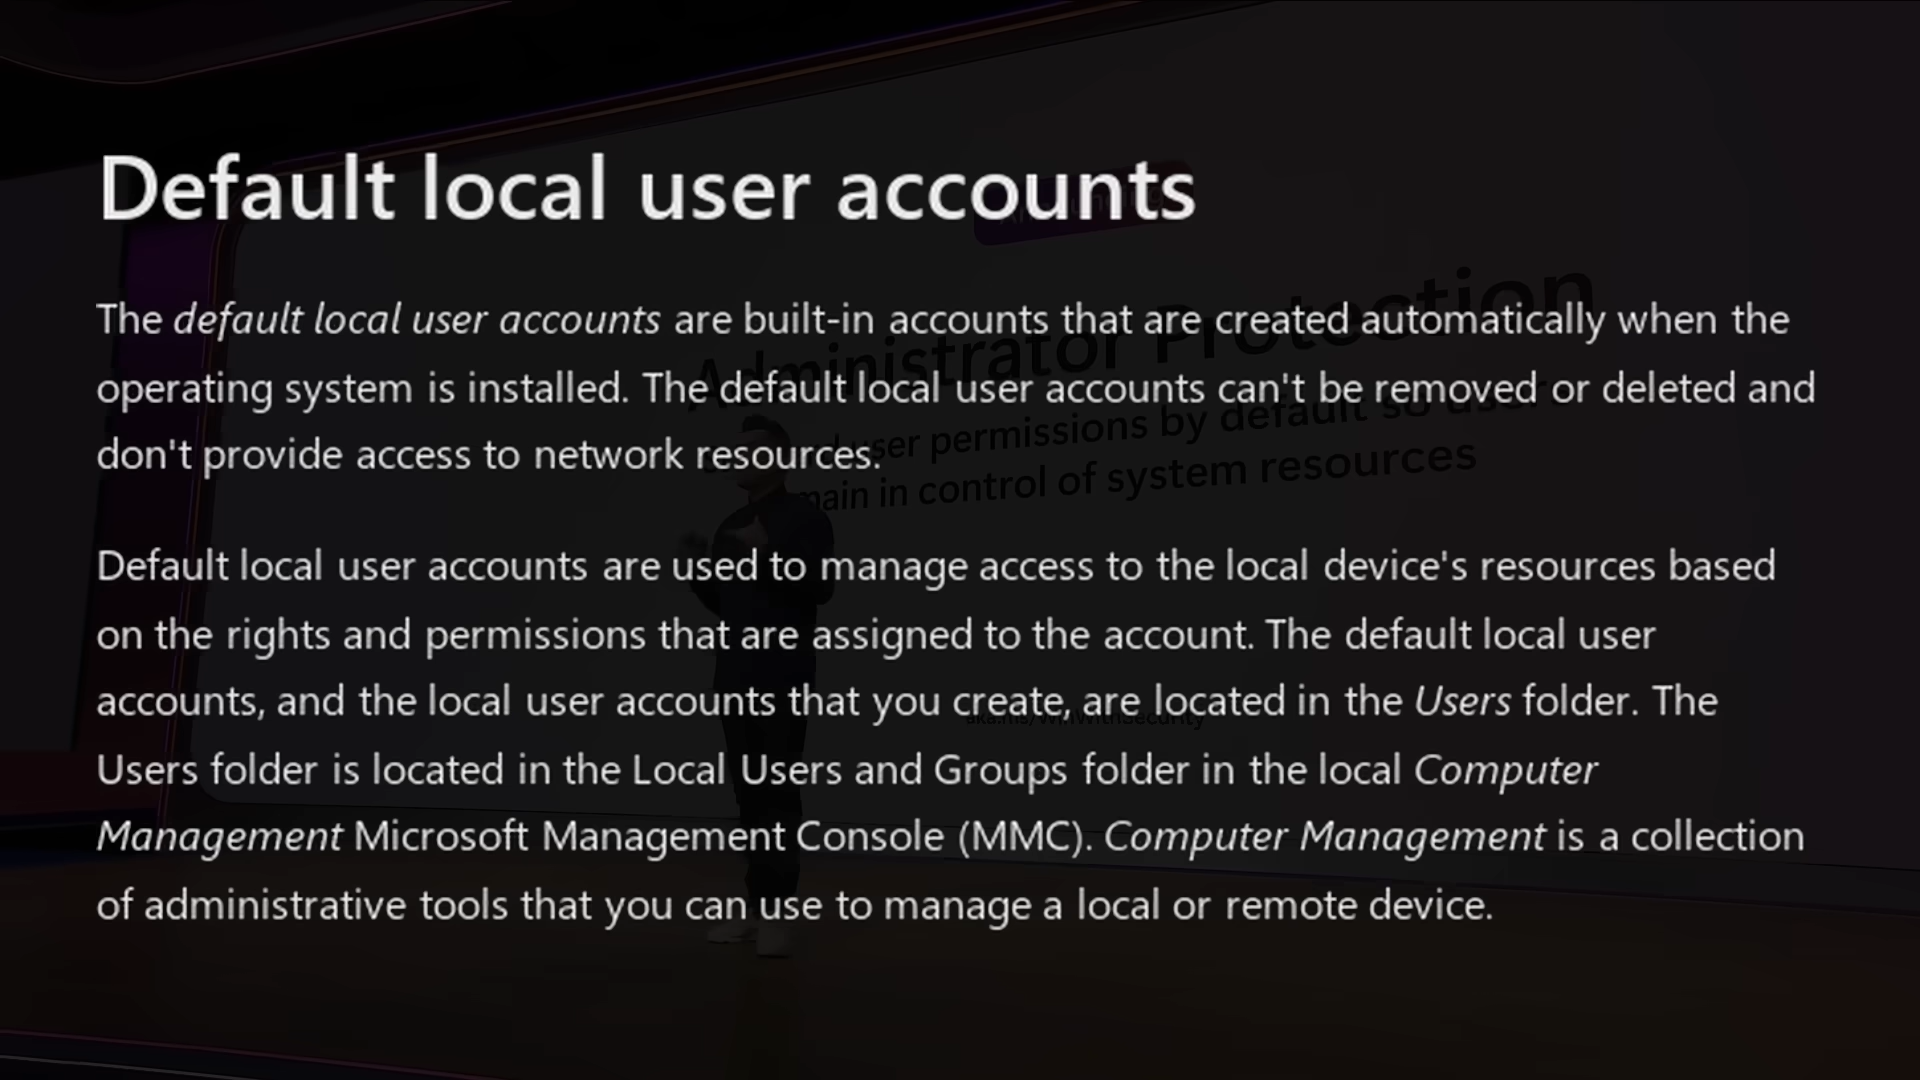 Default local user accounts
The default local user accounts are built-in accounts that are created automatically when the
operating system is installed. The default local user accounts can't be removed or deleted and
don't provide access to network resources.
Default local user accounts are used to manage access to the local device's resources based
on the rights and permissions that are assigned to the account. The default local user
accounts, and the local user accounts that you create, are located in the Users folder. The
Users folder is located in the Local Users and Groups folder in the local Computer
Management Microsoft Management Console (MMC). Computer Management is a collection
of administrative tools that you can use to manage a local or remote device.
Administrator Protection
user permissions by default so users
in control of system resources
aka.ms/WinWithSecurity